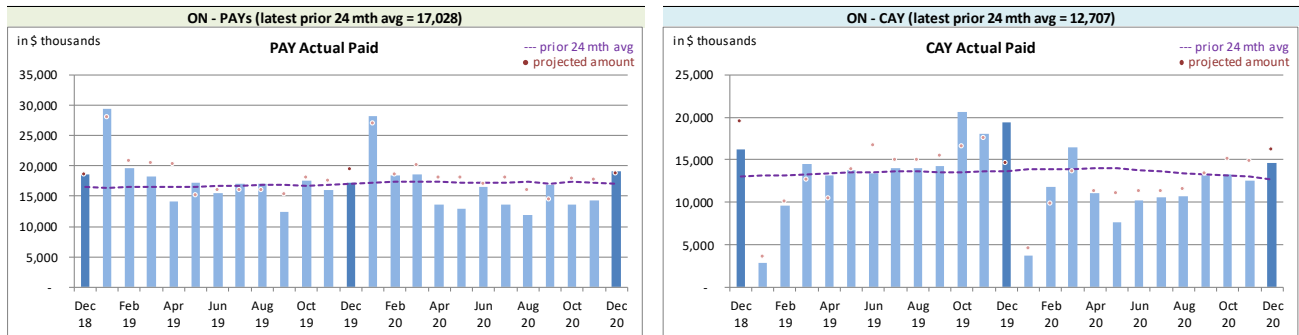 ON - PAYs (latest prior 24 mth avg = 17,028)
in $ thousands
PAY Actual Paid
--- prior 24 mth avg
• projected amount
35,000
30,000
25,000
20,000
15,000
10,000
5,000
-
Dec Feb Apr Jun Aug Oct Dec Feb Apr Jun Aug Oct Dec
18 19 19 19 19 19 19 20 20 20 20 20 20
ON - CAY (latest prior 24 mth avg = 12,707)
in $ thousands
CAY Actual Paid
--- prior 24 mth avg
• projected amount
25,000
20,000
15,000
10,000
5,000
-
Dec Feb Apr Jun Aug Oct Dec Feb Apr Jun Aug Oct Dec
18 19 19 19 19 19 19 20 20 20 20 20 20